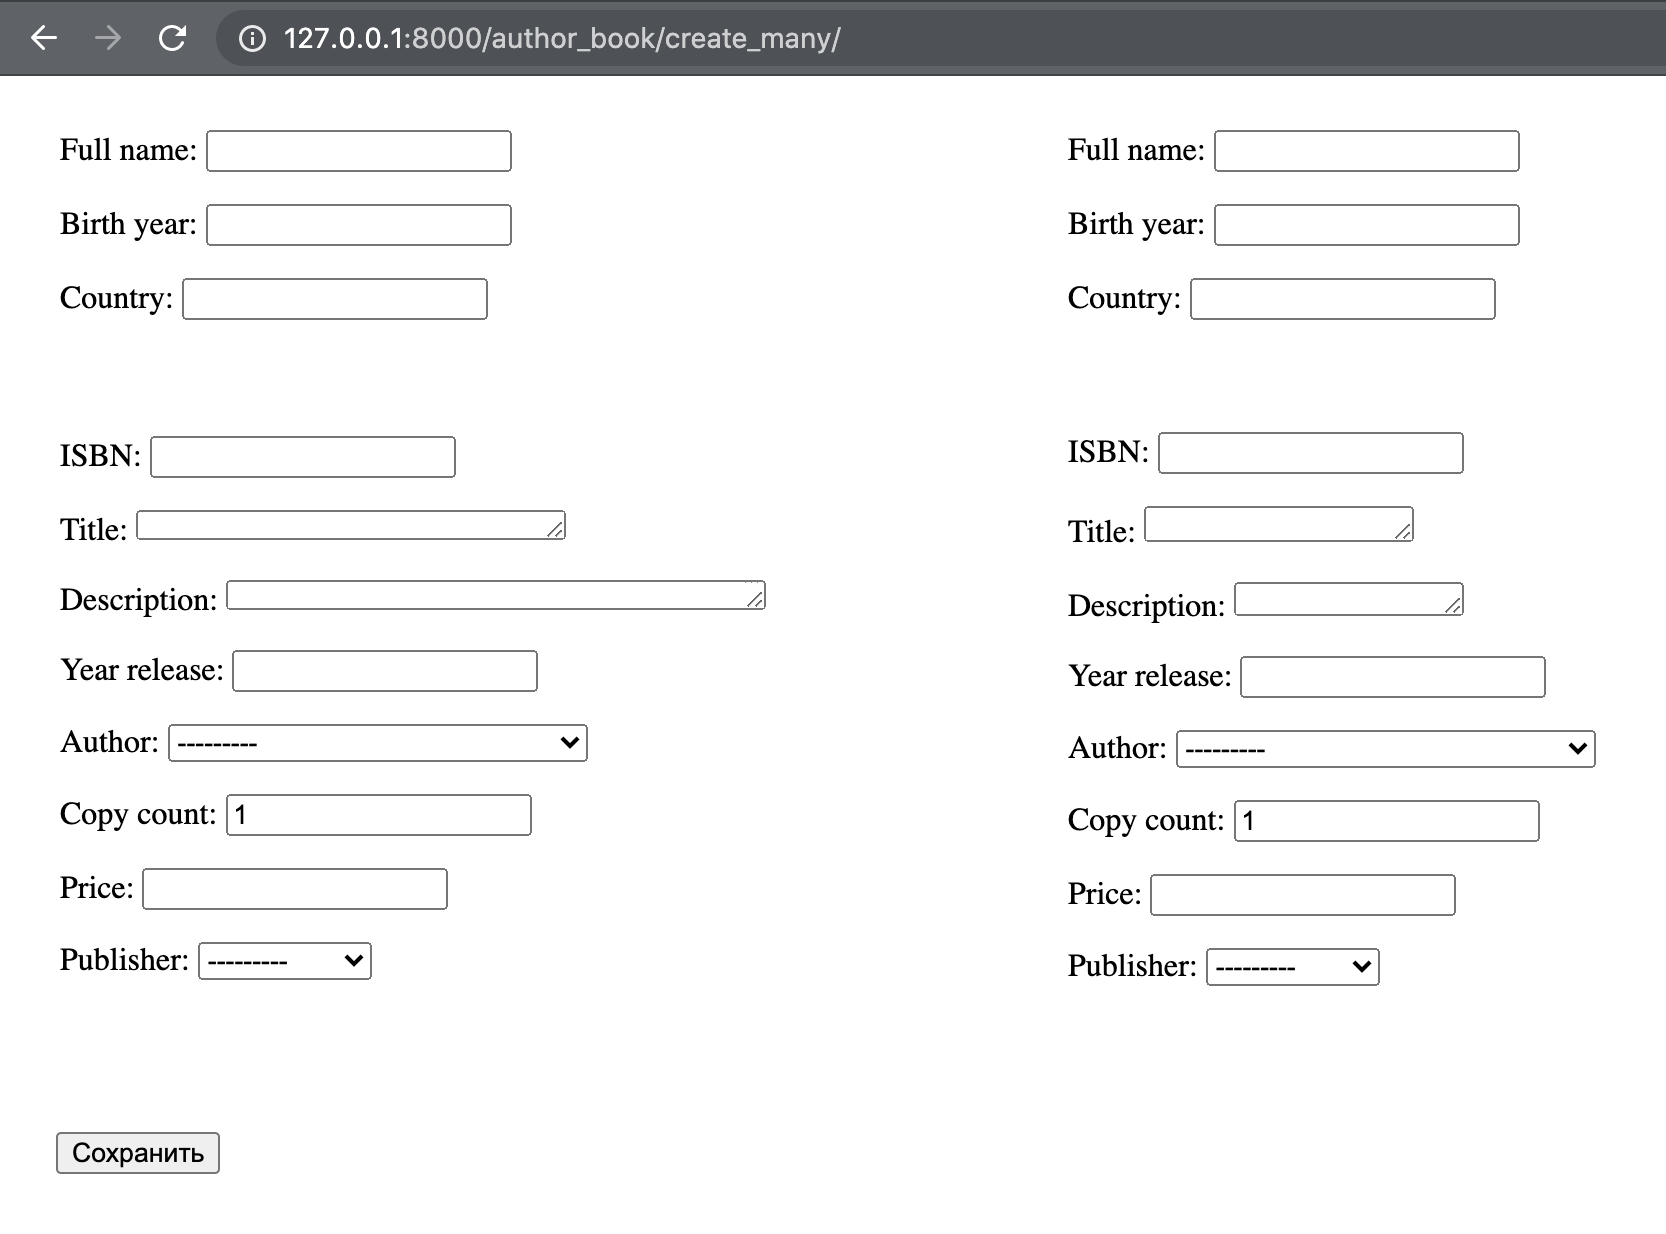 127.0.0.1:8000/author_book/create_many/
Full name:
Birth year:
Country:
ISBN:
Title:
Description:
Year release:
Author: ---------
Copy count: 1
Price:
Publisher: ---------
Full name:
Birth year:
Country:
ISBN:
Title:
Description:
Year release:
Author: ---------
Copy count: 1
Price:
Publisher: ---------
Сохранить